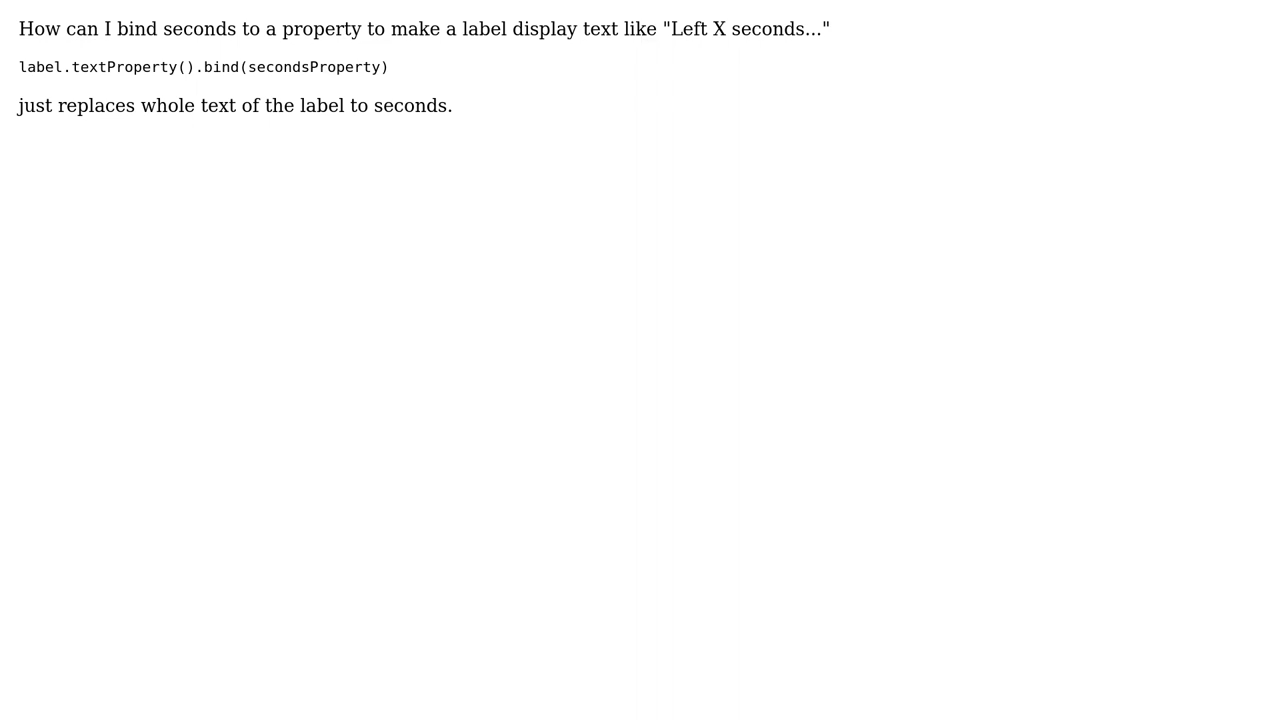 How can I bind seconds to a property to make a label display text like "Left X seconds..."
label.textProperty().bind(secondsProperty)
just replaces whole text of the label to seconds.